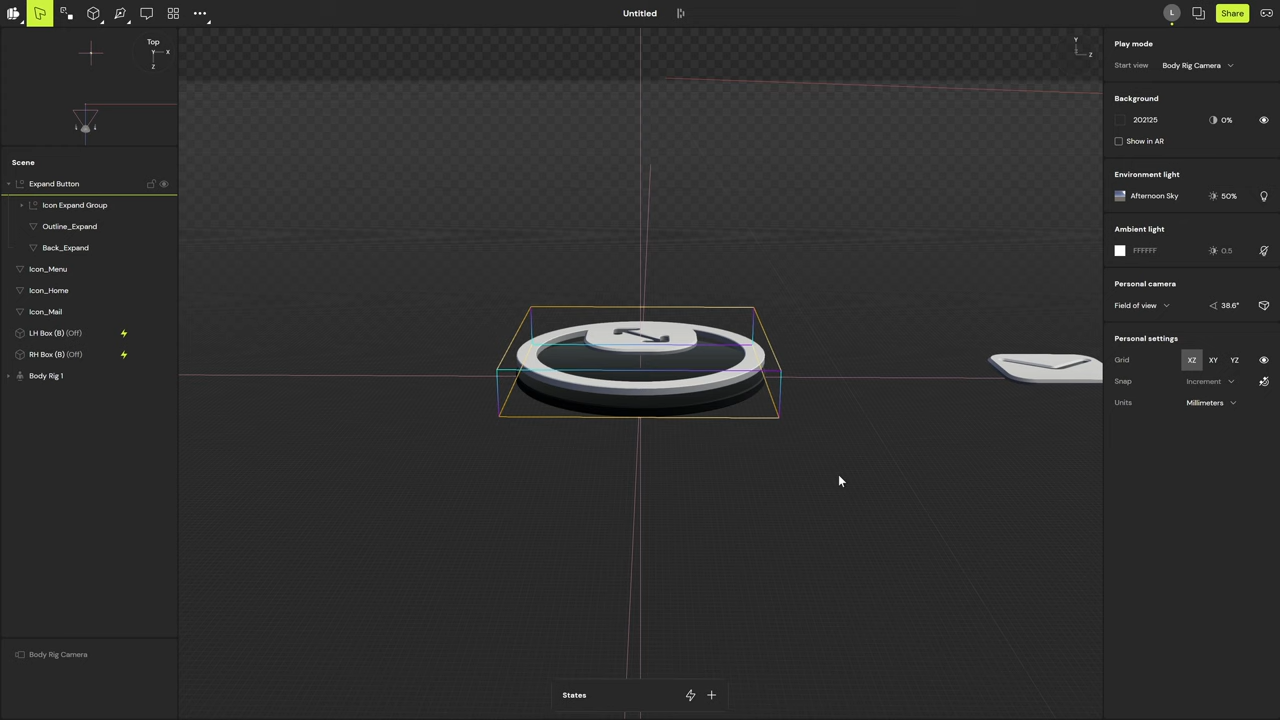 Untitled
L
Share
Top
Y
X
Z
Y
Z
Scene
Expand Button
Icon Expand Group
Outline_Expand
Back_Expand
Icon_Menu
Icon_Home
Icon_Mail
LH Box (B) (Off)
RH Box (B) (Off)
Body Rig 1
Body Rig Camera
States
Play mode
Start view Body Rig Camera
Background
202125 0%
Show in AR
Environment light
Afternoon Sky 50%
Ambient light
FFFFFF 0.5
Personal camera
Field of view 38.6°
Personal settings
Grid XZ XY YZ
Snap Increment
Units Millimeters